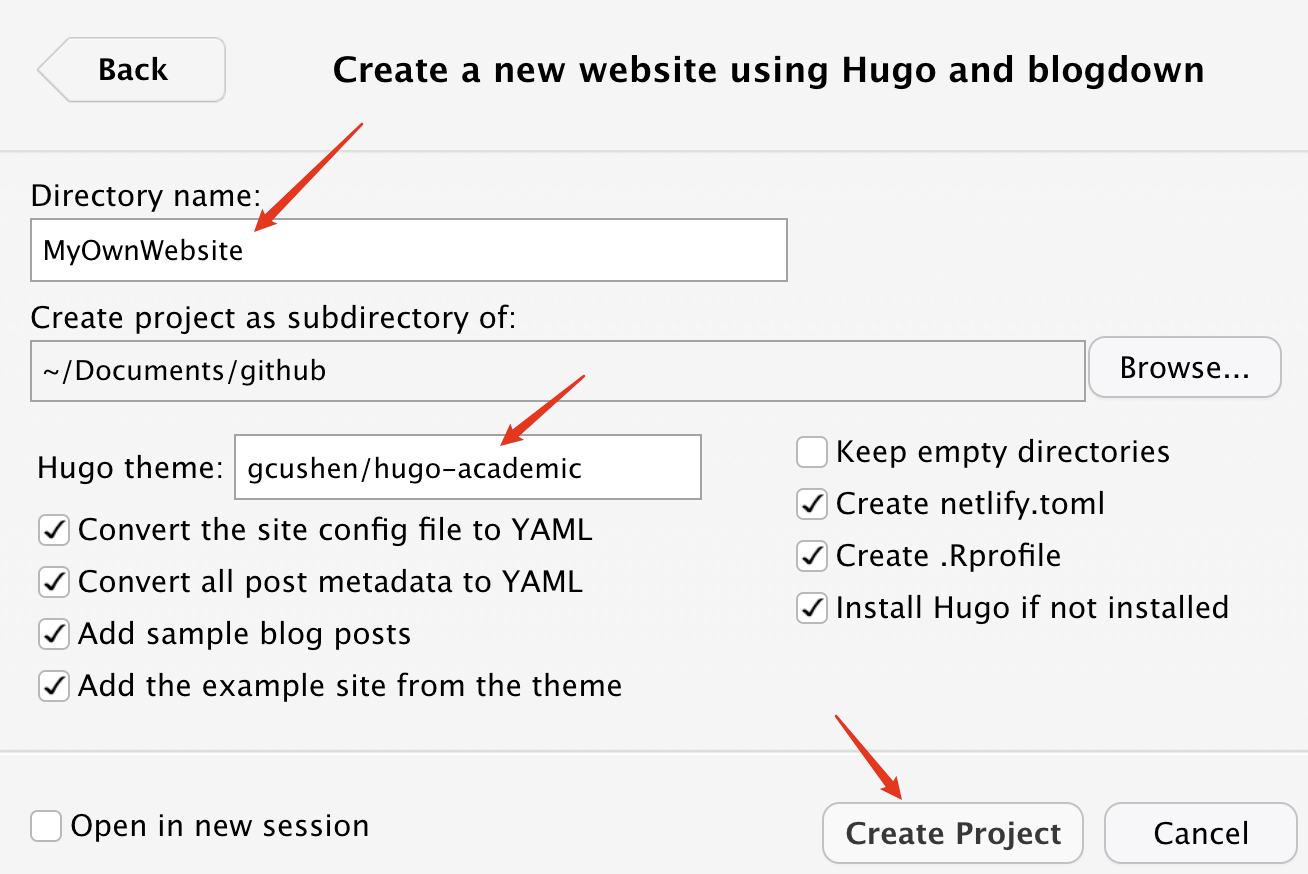 Back
Create a new website using Hugo and blogdown
Directory name:
MyOwnWebsite
Create project as subdirectory of:
~/Documents/github
Browse...
Hugo theme:
gcushen/hugo-academic
Convert the site config file to YAML
Convert all post metadata to YAML
Add sample blog posts
Add the example site from the theme
Keep empty directories
Create netlify.toml
Create .Rprofile
Install Hugo if not installed
Open in new session
Create Project
Cancel